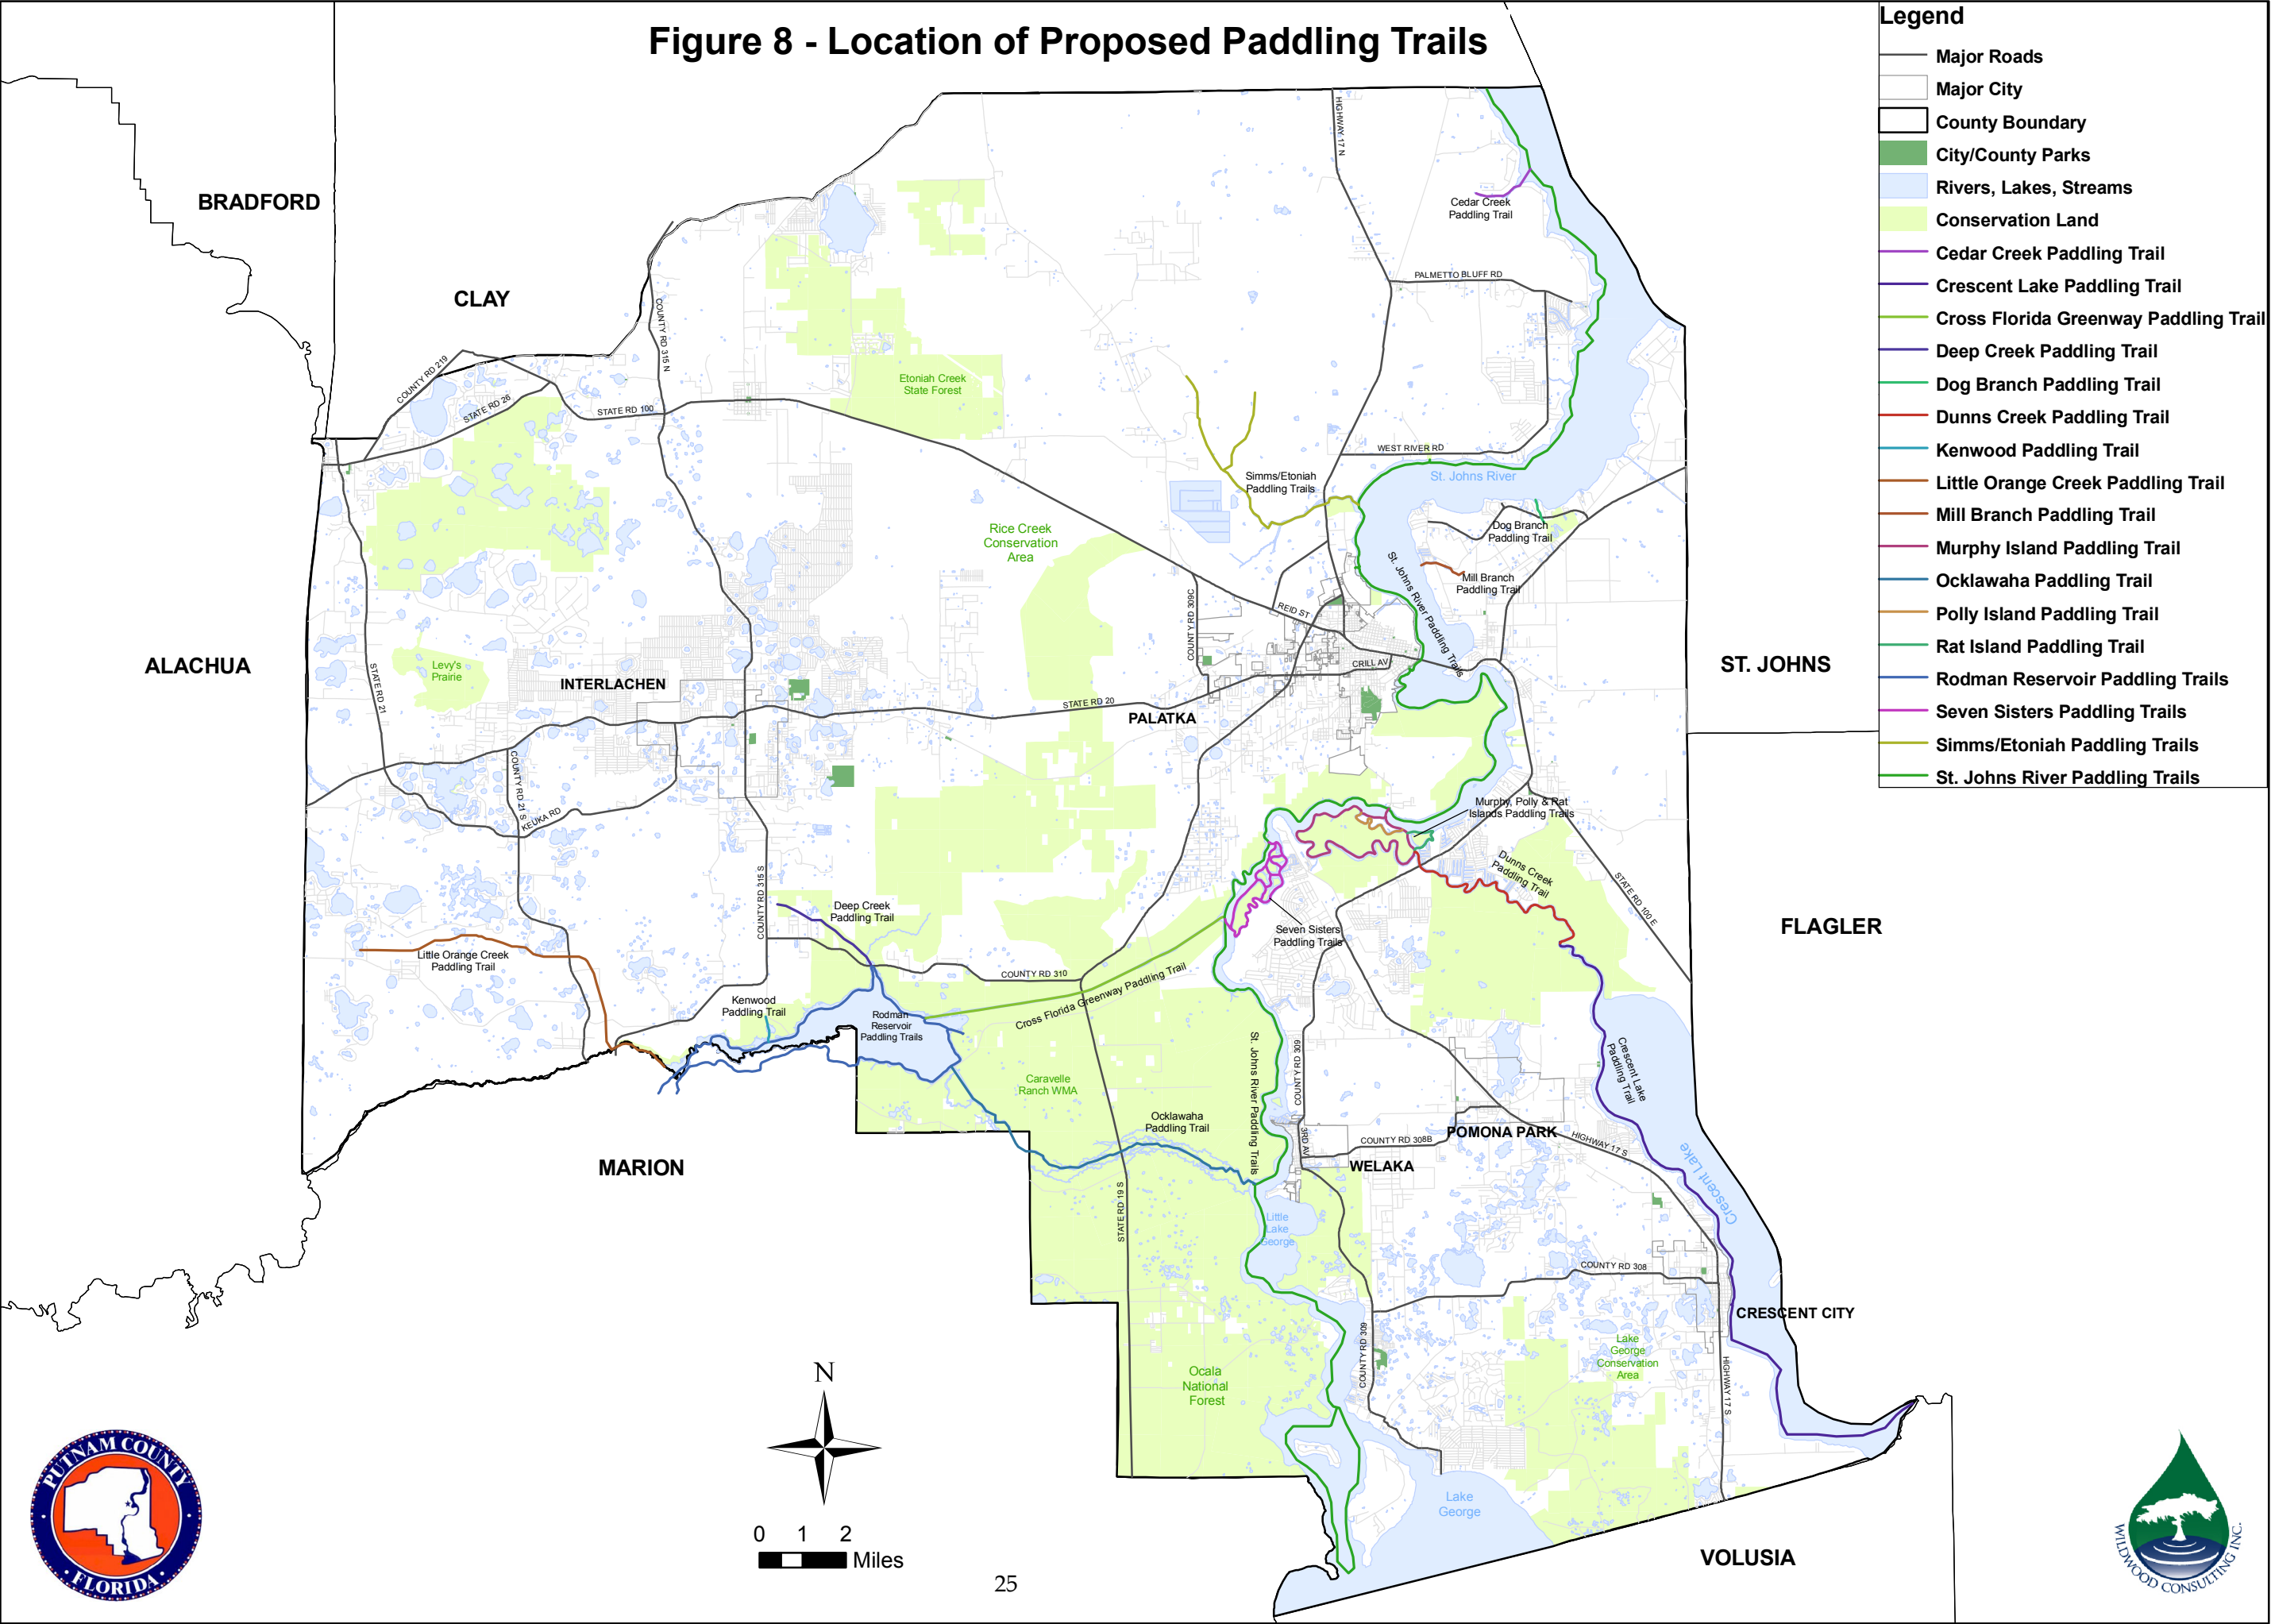 Figure 8 - Location of Proposed Paddling Trails
Legend
Major Roads
Major City
County Boundary
City/County Parks
Rivers, Lakes, Streams
Conservation Land
Cedar Creek Paddling Trail
Crescent Lake Paddling Trail
Cross Florida Greenway Paddling Trail
Deep Creek Paddling Trail
Dog Branch Paddling Trail
Dunns Creek Paddling Trail
Kenwood Paddling Trail
Little Orange Creek Paddling Trail
Mill Branch Paddling Trail
Murphy Island Paddling Trail
Ocklawaha Paddling Trail
Polly Island Paddling Trail
Rat Island Paddling Trail
Rodman Reservoir Paddling Trails
Seven Sisters Paddling Trails
Simms/Etoniah Paddling Trails
St. Johns River Paddling Trails
BRADFORD
CLAY
ALACHUA
MARION
ST. JOHNS
FLAGLER
VOLUSIA
HIGHWAY 17 N
Cedar Creek
Paddling Trail
PALMETTO BLUFF RD
COUNTY RD 315 N
COUNTY RD 219
STATE RD 26
STATE RD 100
Etoniah Creek
State Forest
WEST RIVER RD
St. Johns River
Simms/Etoniah
Paddling Trails
Rice Creek
Conservation
Area
Dog Branch
Paddling Trail
St. Johns River Paddling Trails
Mill Branch
Paddling Trail
COUNTY RD 309C
REID ST
CRILL AV
Levy's
Prairie
STATE RD 21
INTERLACHEN
STATE RD 20
PALATKA
COUNTY RD 21 S
KEUKA RD
Murphy, Polly & Rat
Islands Paddling Trails
Dunns Creek
Paddling Trail
STATE RD 100 E
COUNTY RD 315 S
Deep Creek
Paddling Trail
Seven Sisters
Paddling Trails
Little Orange Creek
Paddling Trail
COUNTY RD 310
Cross Florida Greenway Paddling Trail
Kenwood
Paddling Trail
Rodman
Reservoir
Paddling Trails
St. Johns River Paddling Trails
COUNTY RD 309
Crescent Lake
Paddling Trail
Caravelle
Ranch WMA
Ocklawaha
Paddling Trail
3RD AV
COUNTY RD 308B
POMONA PARK
HIGHWAY 17 S
WELAKA
Crescent Lake
STATE RD 19 S
Little
Lake
George
COUNTY RD 308
CRESCENT CITY
COUNTY RD 309
Lake
George
Conservation
Area
HIGHWAY 17 S
Ocala
National
Forest
Lake
George
N
0 1 2
Miles
25
PUTNAM COUNTY
FLORIDA
WILDWOOD CONSULTING INC.